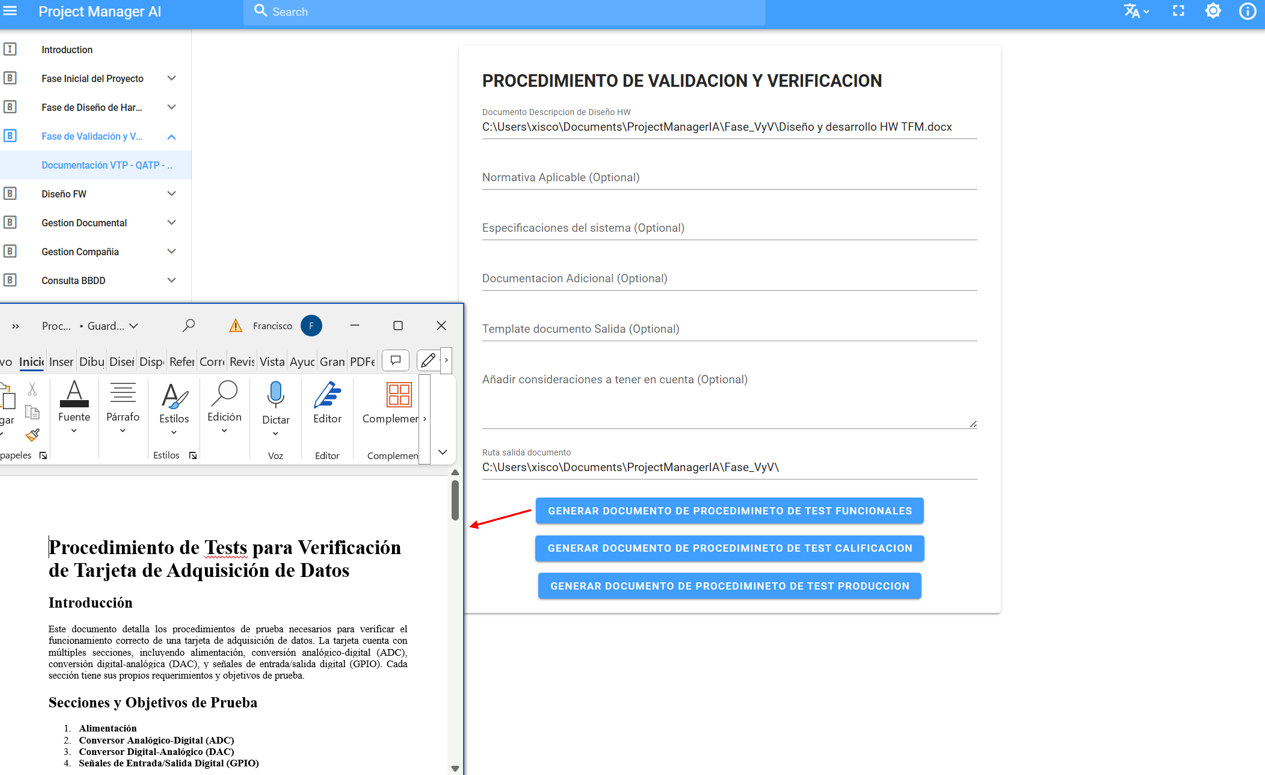 Project Manager AI
Search
I Introduction
B Fase Inicial del Proyecto
B Fase de Diseño de Har...
B Fase de Validación y V...
Documentación VTP - QATP - ..
B Diseño FW
B Gestion Documental
B Gestion Compañia
B Consulta BBDD
PROCEDIMIENTO DE VALIDACION Y VERIFICACION
Documento Descripcion de Diseño HW
C:\Users\xisco\Documents\ProjectManagerIA\Fase_VyV\Diseño y desarrollo HW TFM.docx
Normativa Aplicable (Optional)
Especificaciones del sistema (Optional)
Documentacion Adicional (Optional)
Template documento Salida (Optional)
Añadir consideraciones a tener en cuenta (Optional)
Ruta salida documento
C:\Users\xisco\Documents\ProjectManagerIA\Fase_VyV\
GENERAR DOCUMENTO DE PROCEDIMINETO DE TEST FUNCIONALES
GENERAR DOCUMENTO DE PROCEDIMINETO DE TEST CALIFICACION
GENERAR DOCUMENTO DE PROCEDIMINETO DE TEST PRODUCCION
Proc... • Guard... Francisco F
vo Inicio Inser Dibu Diseñ Dispo Refer Corre Revis Vista Ayud Gram PDFe
gar Fuente Párrafo Estilos Edición Dictar Editor Complemen
papeles Estilos Voz Editor Complemen
Procedimiento de Tests para Verificación
de Tarjeta de Adquisición de Datos
Introducción
Este documento detalla los procedimientos de prueba necesarios para verificar el
funcionamiento correcto de una tarjeta de adquisición de datos. La tarjeta cuenta con
múltiples secciones, incluyendo alimentación, conversión analógico-digital (ADC),
conversión digital-analógica (DAC), y señales de entrada/salida digital (GPIO). Cada
sección tiene sus propios requerimientos y objetivos de prueba.
Secciones y Objetivos de Prueba
1. Alimentación
2. Conversor Analógico-Digital (ADC)
3. Conversor Digital-Analógico (DAC)
4. Señales de Entrada/Salida Digital (GPIO)